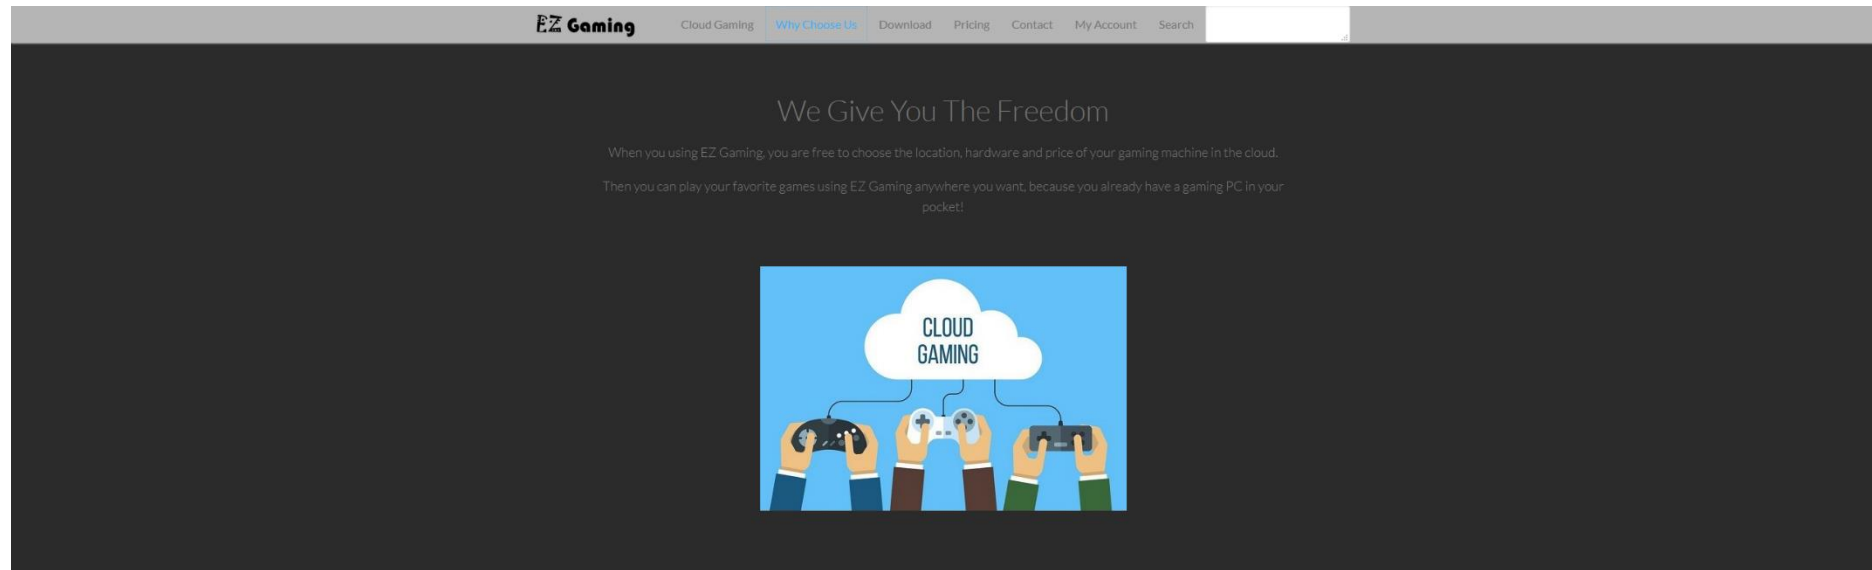 EZ Gaming Cloud Gaming Why Choose Us Download Pricing Contact My Account Search
We Give You The Freedom
When you using EZ Gaming, you are free to choose the location, hardware and price of your gaming machine in the cloud.
Then you can play your favorite games using EZ Gaming anywhere you want, because you already have a gaming PC in your
pocket!
CLOUD
GAMING